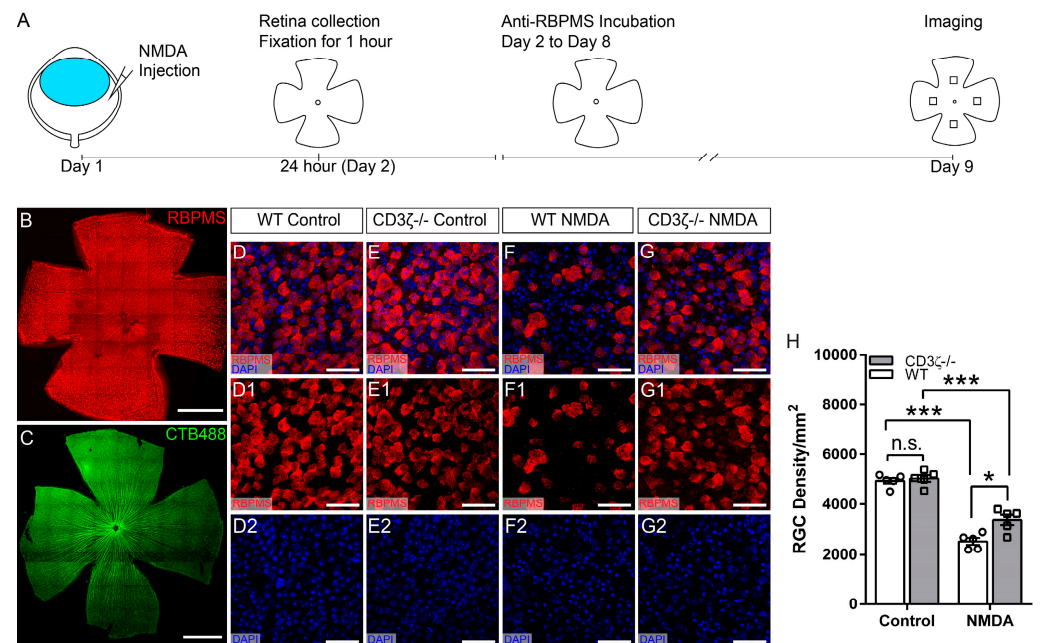 A
Retina collection
Fixation for 1 hour
Anti-RBPMS Incubation
Day 2 to Day 8
Imaging
NMDA
Injection
Day 1
24 hour (Day 2)
Day 9
B
RBPMS
WT Control
CD3ζ-/- Control
WT NMDA
CD3ζ-/- NMDA
D
RBPMS
DAPI
E
RBPMS
DAPI
F
RBPMS
DAPI
G
RBPMS
DAPI
D1
RBPMS
E1
RBPMS
F1
RBPMS
G1
RBPMS
C
CTB488
D2
DAPI
E2
DAPI
F2
DAPI
G2
DAPI
H
CD3ζ-/-
WT
***
***
n.s.
*
RGC Density/mm²
10000
8000
6000
4000
2000
0
Control
NMDA